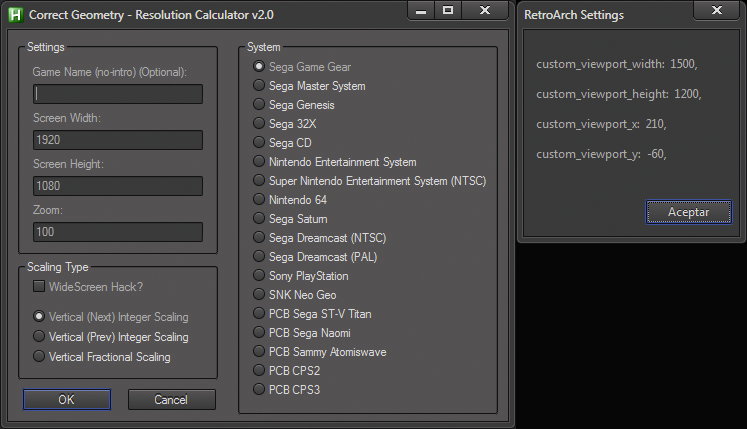 Correct Geometry - Resolution Calculator v2.0
Settings
Game Name (no-intro) (Optional):
Screen Width:
1920
Screen Height:
1080
Zoom:
100
Scaling Type
WideScreen Hack?
Vertical (Next) Integer Scaling
Vertical (Prev) Integer Scaling
Vertical Fractional Scaling
OK
Cancel
System
Sega Game Gear
Sega Master System
Sega Genesis
Sega 32X
Sega CD
Nintendo Entertainment System
Super Nintendo Entertainment System (NTSC)
Nintendo 64
Sega Saturn
Sega Dreamcast (NTSC)
Sega Dreamcast (PAL)
Sony PlayStation
SNK Neo Geo
PCB Sega ST-V Titan
PCB Sega Naomi
PCB Sammy Atomiswave
PCB CPS2
PCB CPS3
RetroArch Settings
custom_viewport_width: 1500,
custom_viewport_height: 1200,
custom_viewport_x: 210,
custom_viewport_y: -60,
Aceptar